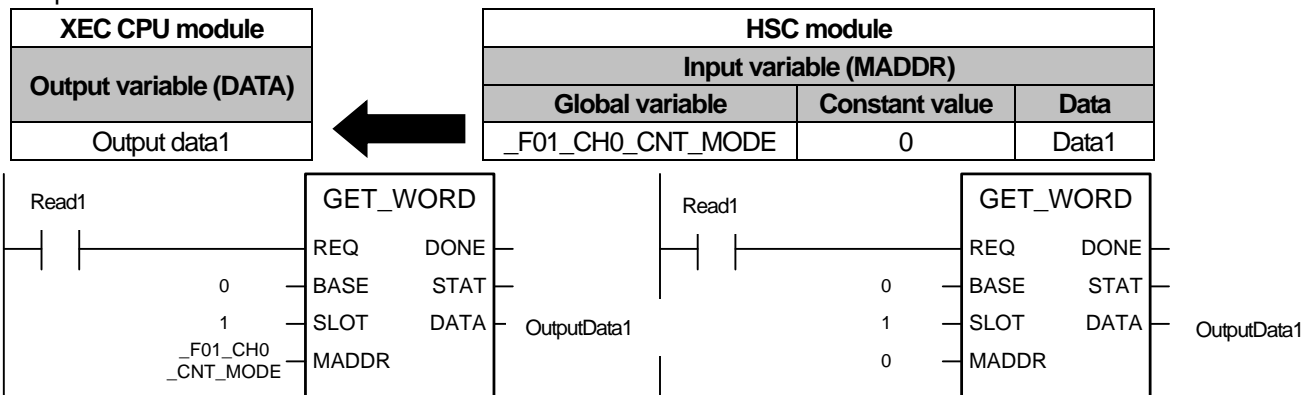 XEC CPU module HSC module
Output variable (DATA) Input variable (MADDR)
Global variable Constant value Data
Output data1 _F01_CH0_CNT_MODE 0 Data1
Read1 GET_WORD Read1 GET_WORD
REQ DONE REQ DONE
0 BASE STAT 0 BASE STAT
1 SLOT DATA OutputData1 1 SLOT DATA OutputData1
_F01_CH0
_CNT_MODE MADDR 0 MADDR